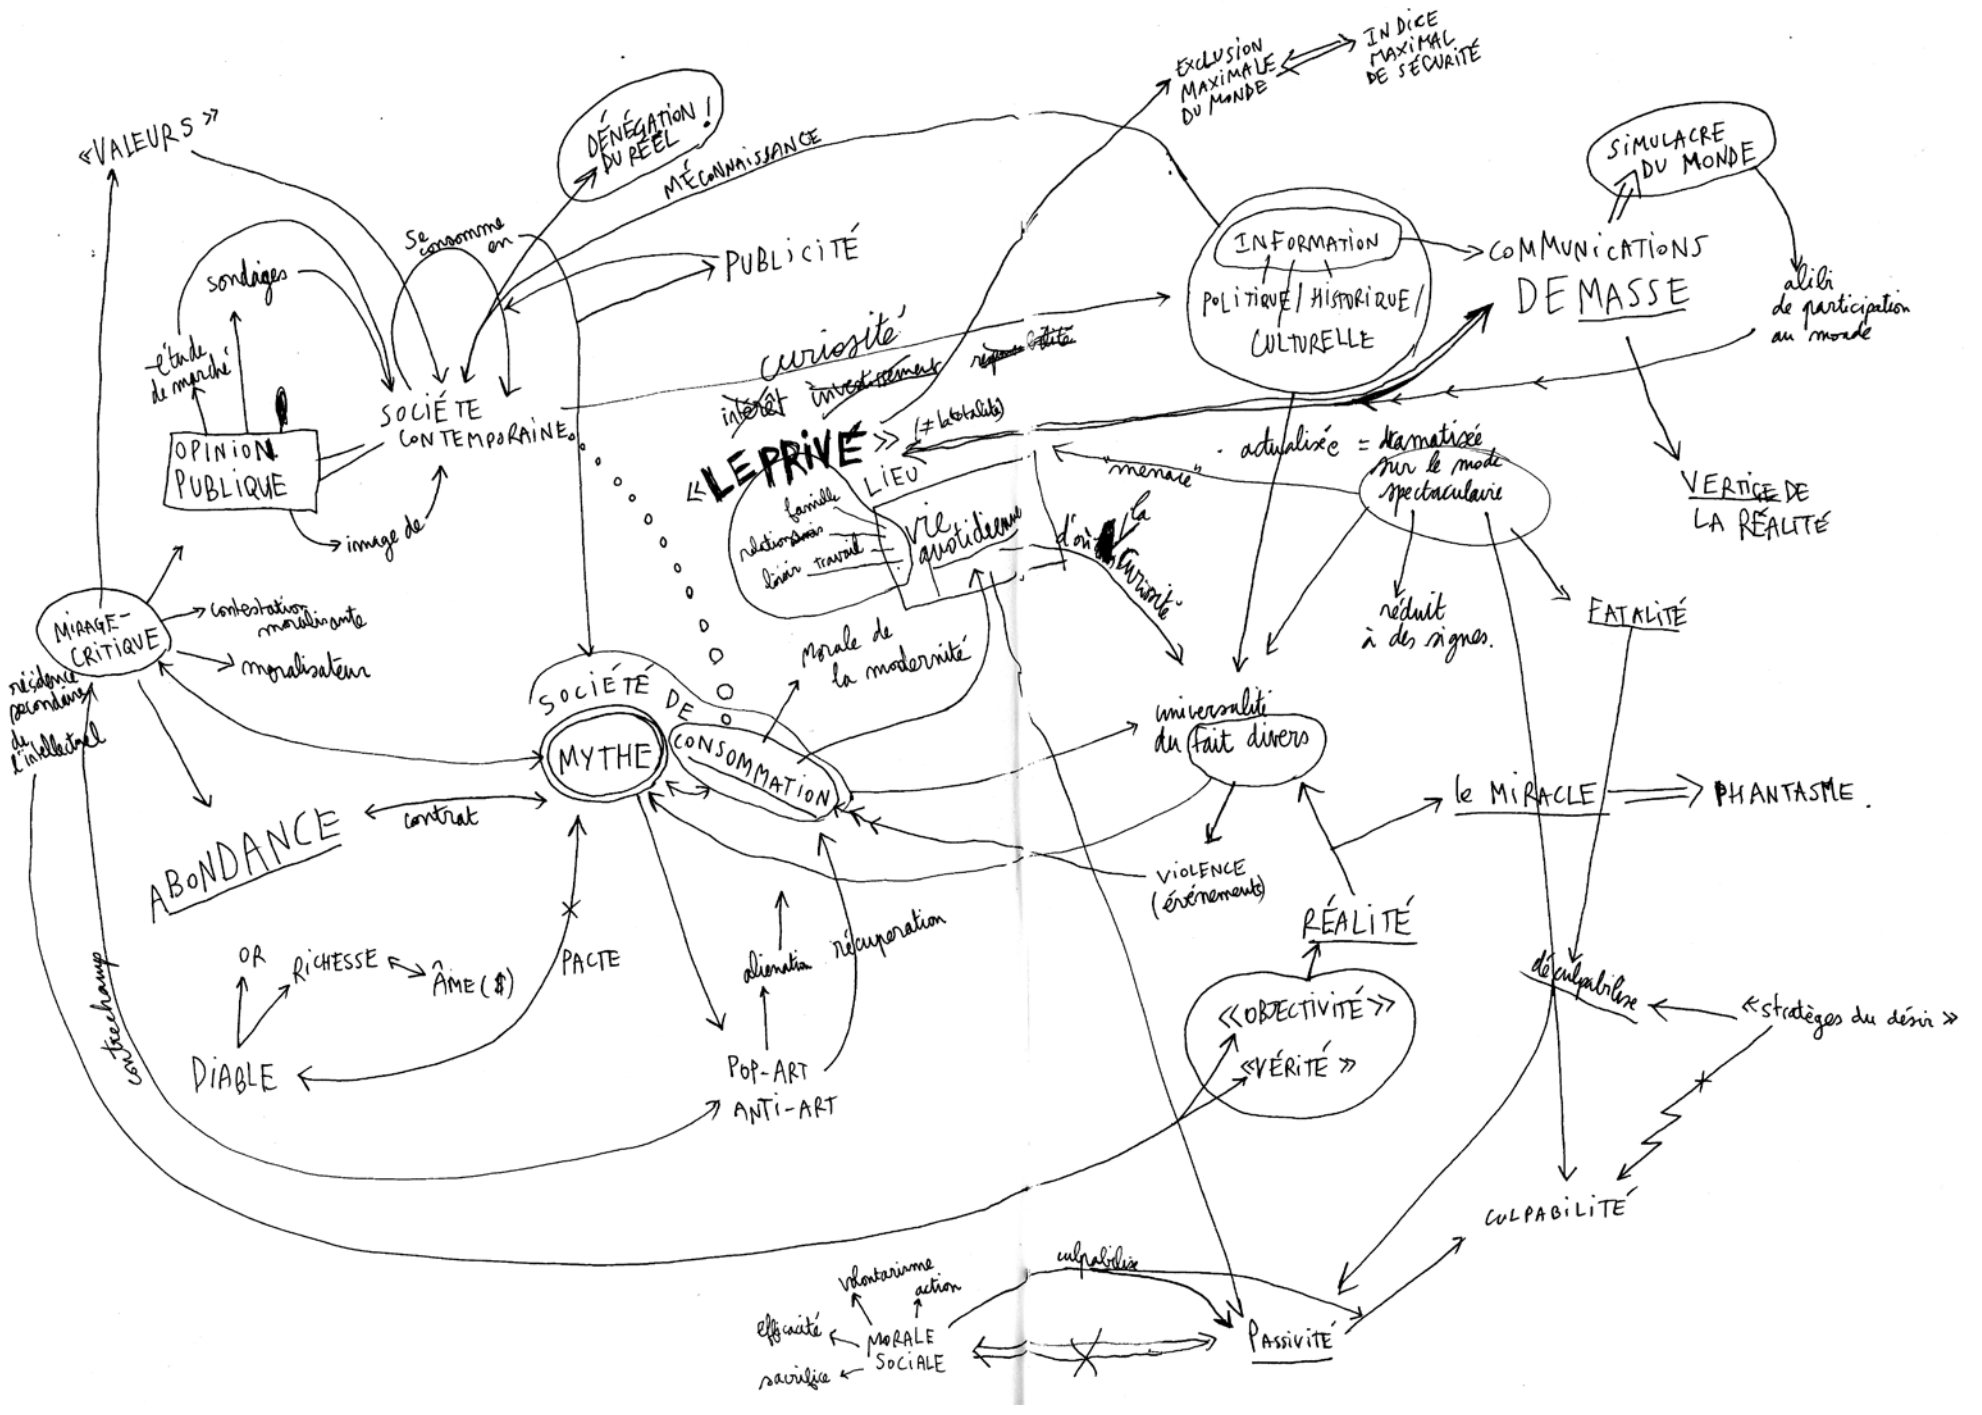 «VALEURS»
DÉNÉGATION !
DU RÉEL
MÉCONNAISSANCE
EXCLUSION
MAXIMALE
DU MONDE
INDICE
MAXIMAL
DE SÉCURITÉ
SIMULACRE
DU MONDE
se
consomme
en
PUBLICITÉ
sondages
étude
de marché
OPINION
PUBLIQUE
image de
SOCIÉTÉ
CONTEMPORAINE
INFORMATION
POLITIQUE / HISTORIQUE /
CULTURELLE
COMMUNICATIONS
DE MASSE
alibi
de participation
au monde
VERTIGE DE
LA RÉALITÉ
curiosité
intérêt investissement
«LE PRIVÉ» (≠ la totalité)
LIEU
famille
relations
loisir travail
vie
quotidienne
"menace"
d'où la
curiosité
actualisée = dramatisée
sur le mode
spectaculaire
réduit
à des signes.
FATALITÉ
MIRAGE-
CRITIQUE
contestation
moralisante
moralisateur
résidence
secondaire
de
l'intellectuel
SOCIÉTÉ DE
CONSOMMATION
MYTHE
morale de
la modernité
universalité
du fait divers
le MIRACLE
PHANTASME.
ABONDANCE
contrat
VIOLENCE
(événements)
RÉALITÉ
«OBJECTIVITÉ»
«VÉRITÉ»
OR
RICHESSE
ÂME ($)
PACTE
DIABLE
contrechamp
aliénation
récuperation
POP-ART
ANTI-ART
déculpabilise
«stratèges du désir»
CULPABILITÉ
culpabilise
volontarisme
action
efficacité
sacrifice
MORALE
SOCIALE
PASSIVITÉ